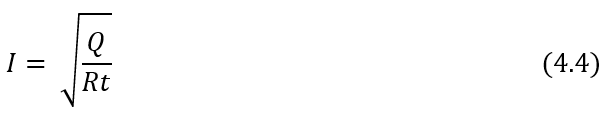 I = √(Q/Rt) (4.4)